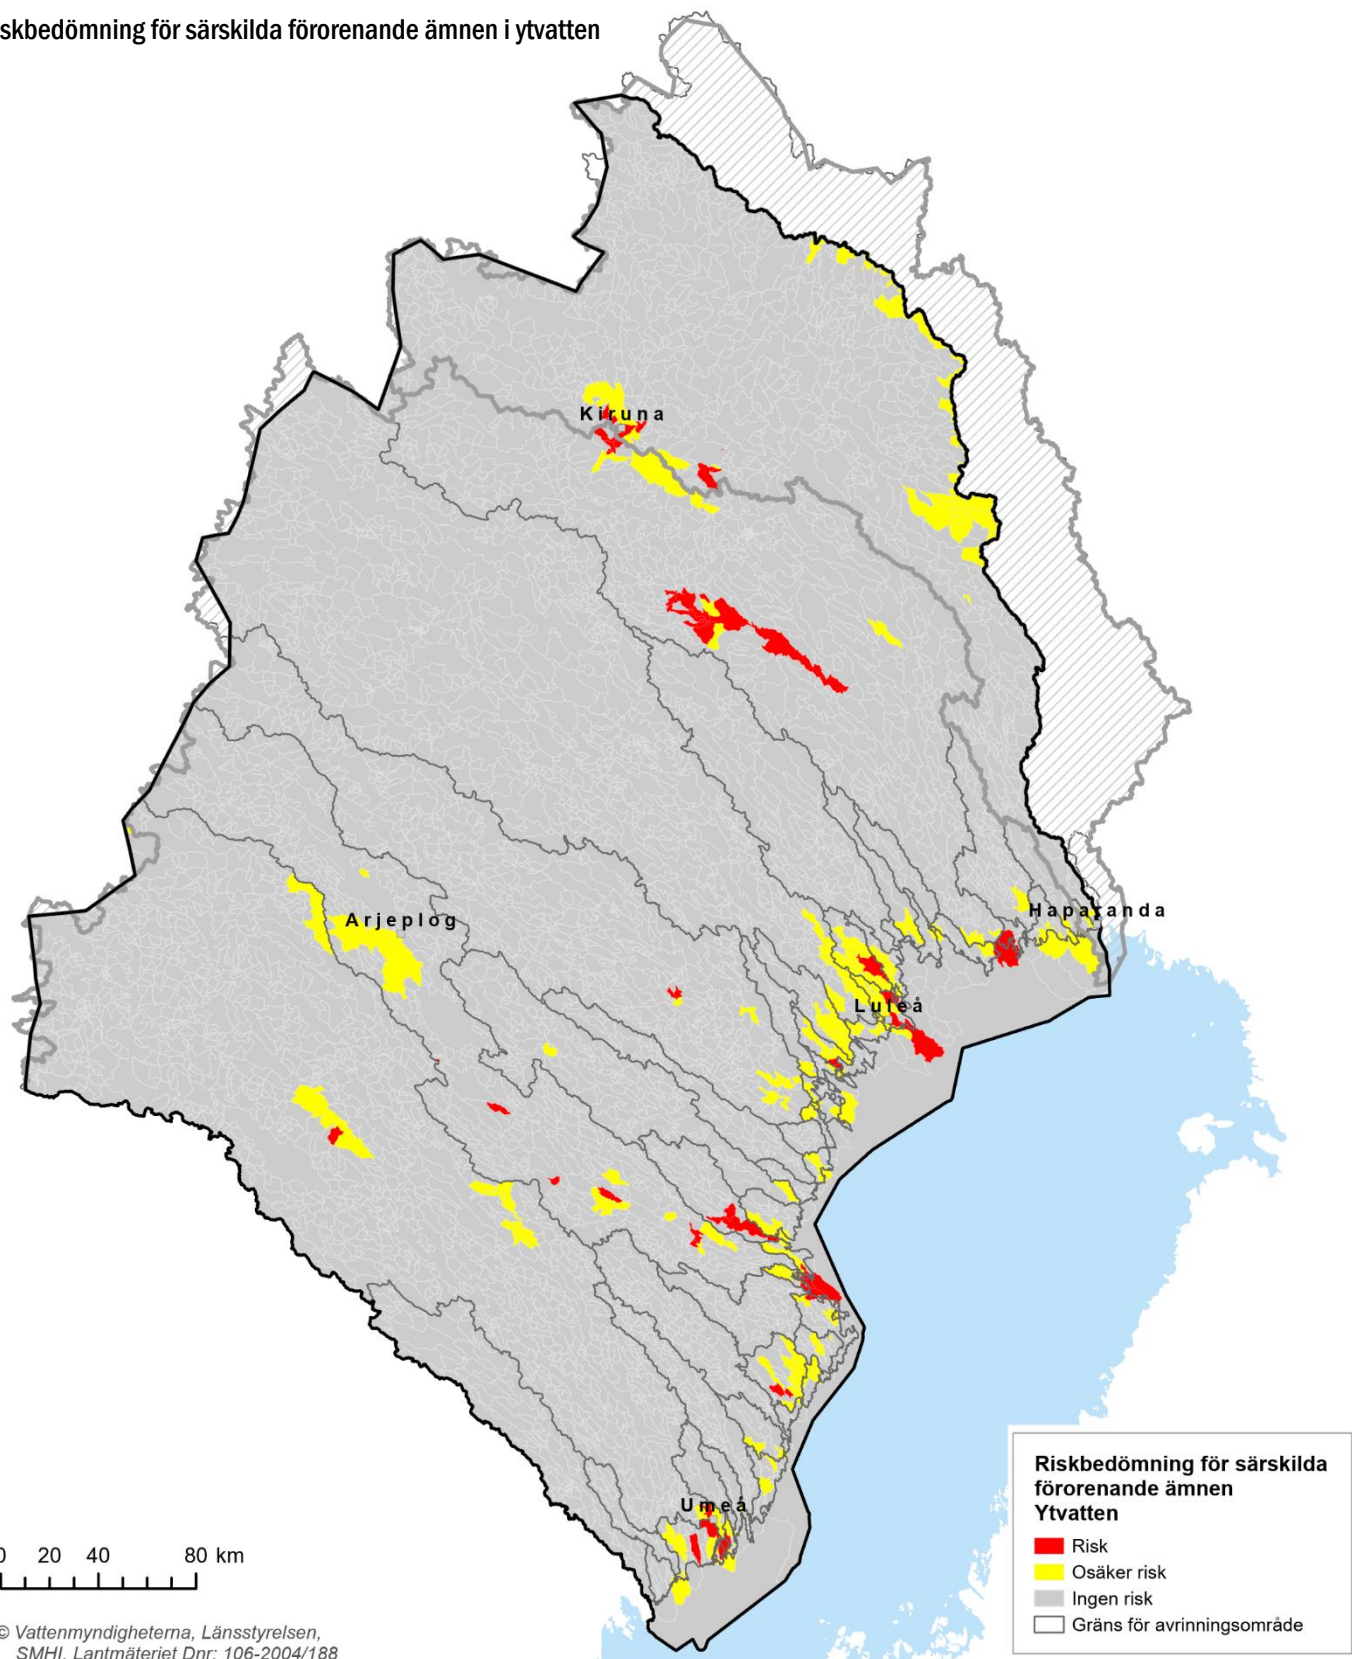 skbedömning för särskilda förorenande ämnen i ytvatten
Kiruna
Haparanda
Arjeplog
Luleå
Umeå
Riskbedömning för särskilda
förorenande ämnen
Ytvatten
Risk
Osäker risk
Ingen risk
Gräns för avrinningsområde
0 20 40 80 km
© Vattenmyndigheterna, Länsstyrelsen,
SMHI, Lantmäteriet Dnr: 106-2004/188